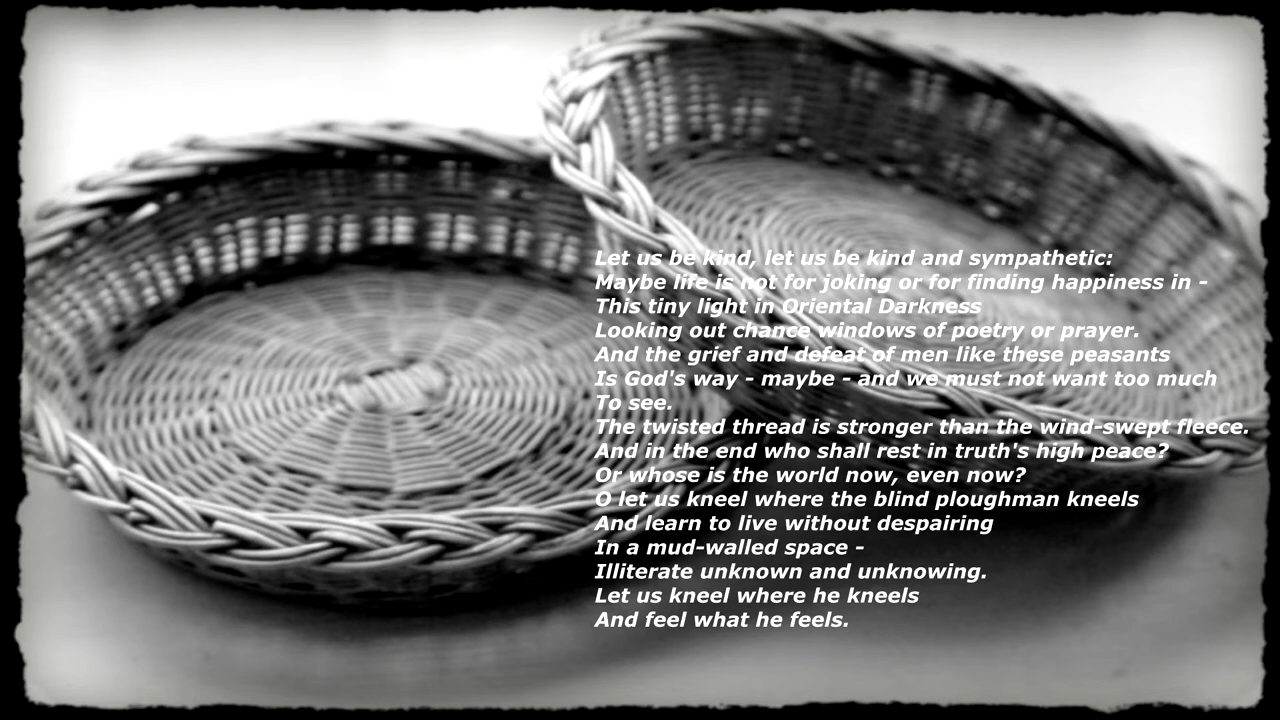 Let us be kind, let us be kind and sympathetic:
Maybe life is not for joking or for finding happiness in -
This tiny light in Oriental Darkness
Looking out chance windows of poetry or prayer.
And the grief and defeat of men like these peasants
Is God's way - maybe - and we must not want too much
To see.
The twisted thread is stronger than the wind-swept fleece.
And in the end who shall rest in truth's high peace?
Or whose is the world now, even now?
O let us kneel where the blind ploughman kneels
And learn to live without despairing
In a mud-walled space -
Illiterate unknown and unknowing.
Let us kneel where he kneels
And feel what he feels.